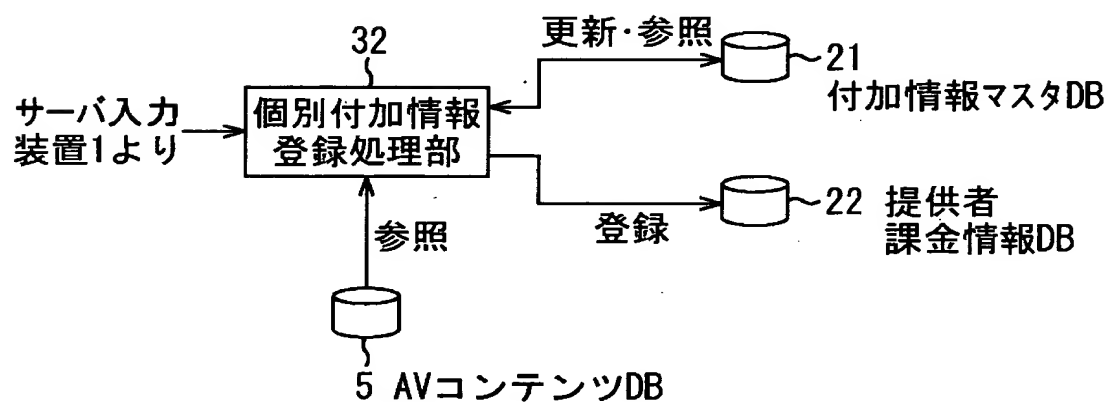 32
更新・参照
21
付加情報マスタDB
サーバ入力
装置1より
個別付加情報
登録処理部
登録
22 提供者
課金情報DB
参照
5 AVコンテンツDB